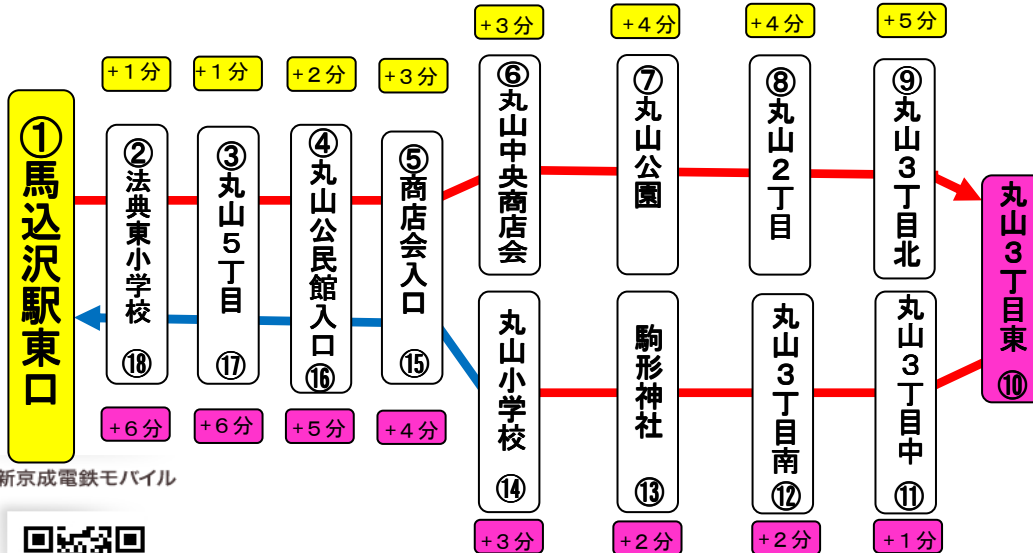 +3分
+4分
+4分
+5分
+1分
+1分
+2分
+3分
①馬込沢駅東口
②法典東小学校 ⑱
③丸山5丁目 ⑰
④丸山公民館入口 ⑯
⑤商店会入口 ⑮
⑥丸山中央商店会
⑦丸山公園
⑧丸山2丁目
⑨丸山3丁目北
丸山3丁目東 ⑩
丸山小学校 ⑭
駒形神社 ⑬
丸山3丁目南 ⑫
丸山3丁目中 ⑪
+6分
+6分
+5分
+4分
+3分
+2分
+2分
+1分
新京成電鉄モバイル